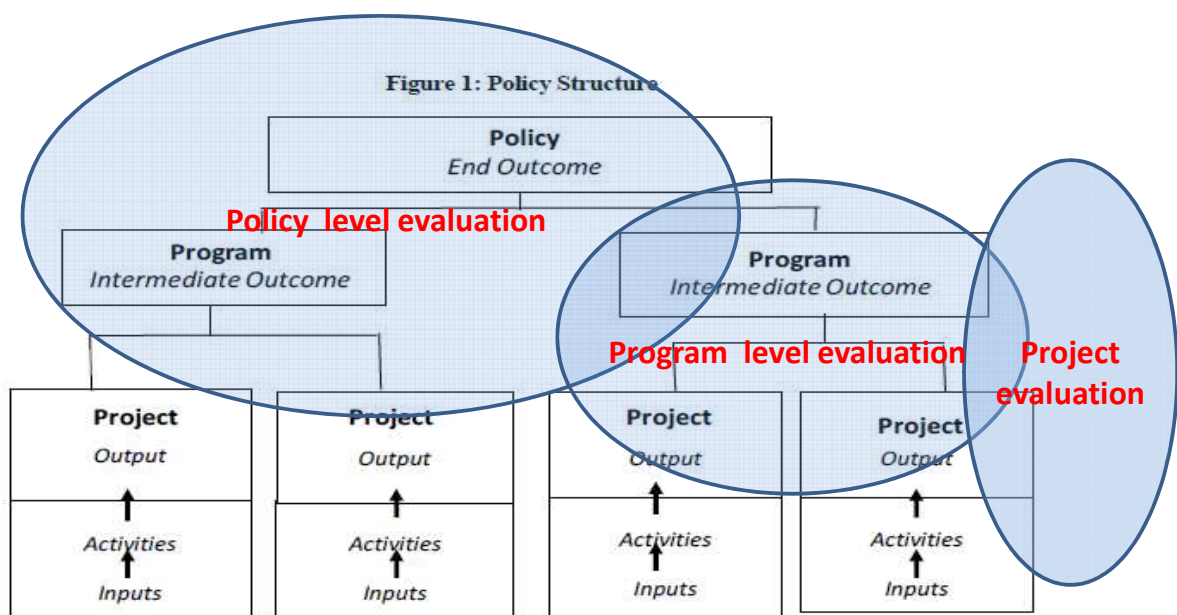 Figure 1: Policy Structure
Policy
End Outcome
Policy level evaluation
Program
Intermediate Outcome
Program
Intermediate Outcome
Program level evaluation
Project
evaluation
Project
Output
Activities
Inputs
Project
Output
Activities
Inputs
Project
Output
Activities
Inputs
Project
Output
Activities
Inputs